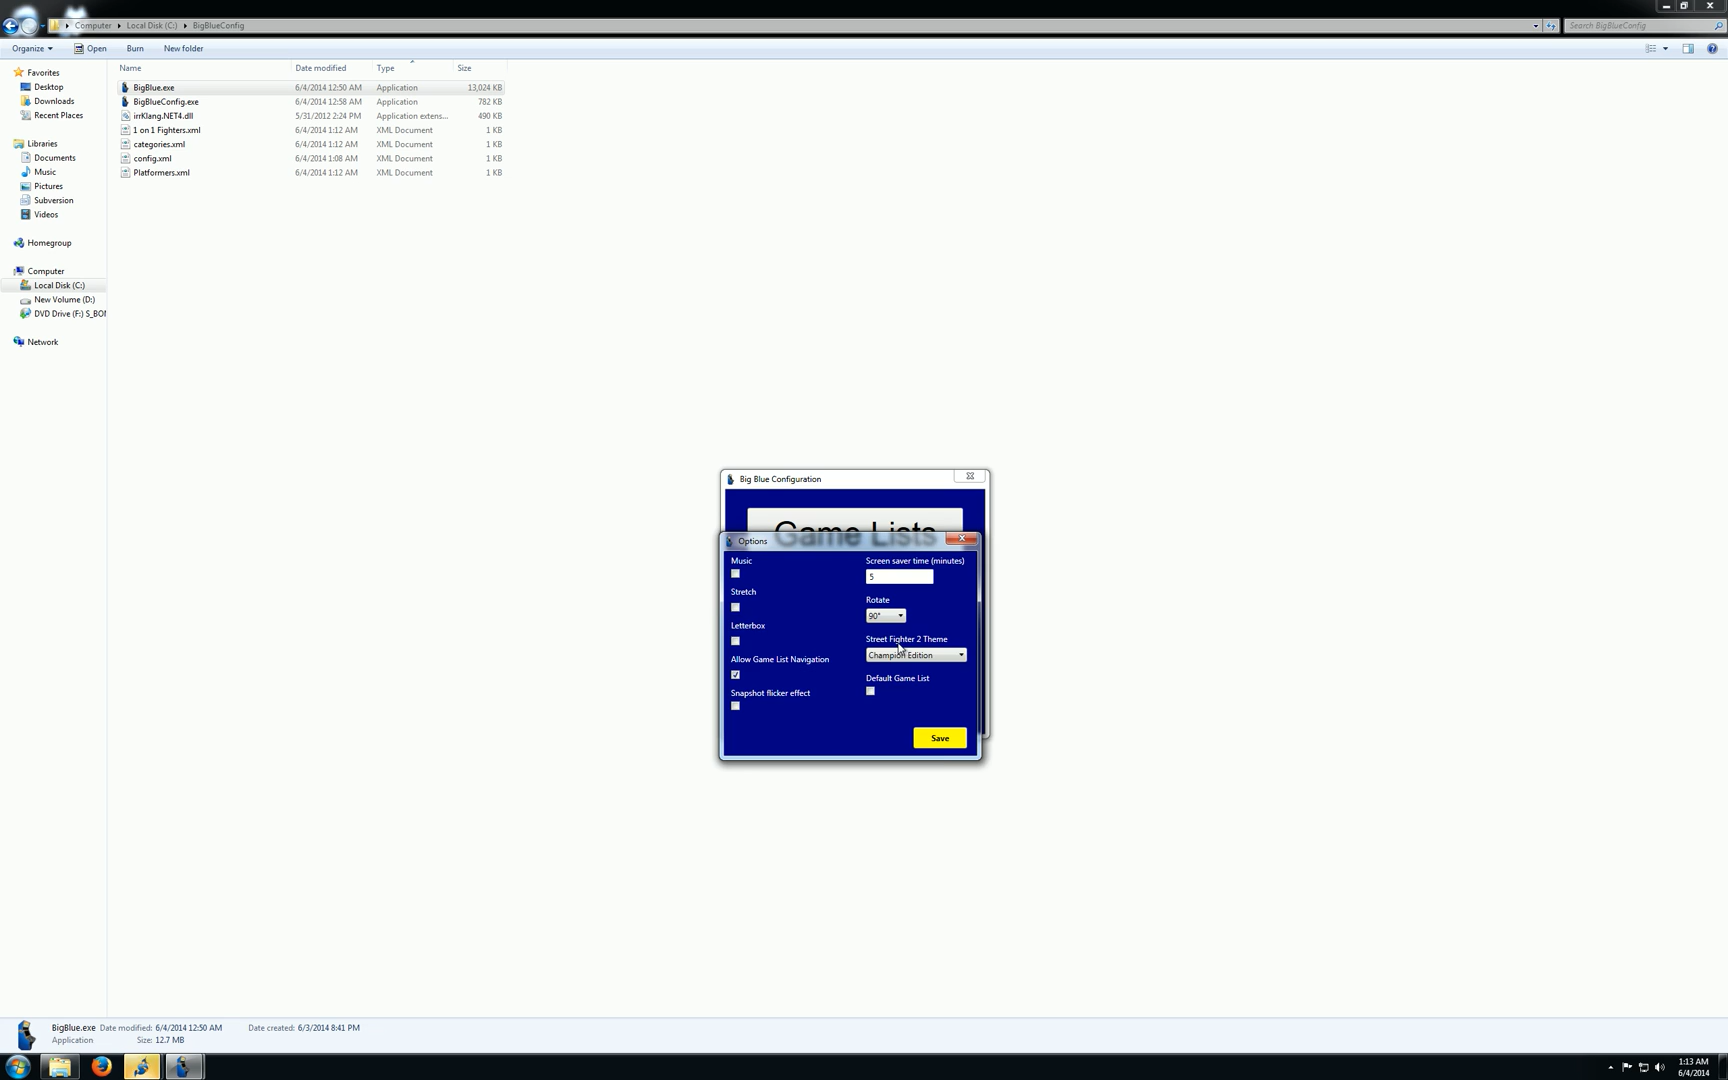 Computer ▸ Local Disk (C:) ▸ BigBlueConfig
Search BigBlueConfig
Organize Open Burn New folder
Name Date modified Type Size
Favorites
Desktop
Downloads
Recent Places
Libraries
Documents
Music
Pictures
Subversion
Videos
Homegroup
Computer
Local Disk (C:)
New Volume (D:)
DVD Drive (F:) S_BO
Network
BigBlue.exe 6/4/2014 12:50 AM Application 13,024 KB
BigBlueConfig.exe 6/4/2014 12:58 AM Application 782 KB
irrKlang.NET4.dll 5/31/2012 2:24 PM Application extens... 490 KB
1 on 1 Fighters.xml 6/4/2014 1:12 AM XML Document 1 KB
categories.xml 6/4/2014 1:12 AM XML Document 1 KB
config.xml 6/4/2014 1:08 AM XML Document 1 KB
Platformers.xml 6/4/2014 1:12 AM XML Document 1 KB
Big Blue Configuration
Game Lists
Options
Music
Stretch
Letterbox
Allow Game List Navigation
Snapshot flicker effect
Screen saver time (minutes)
5
Rotate
90°
Street Fighter 2 Theme
Champion Edition
Default Game List
Save
BigBlue.exe Date modified: 6/4/2014 12:50 AM Date created: 6/3/2014 8:41 PM
Application Size: 12.7 MB
1:13 AM
6/4/2014